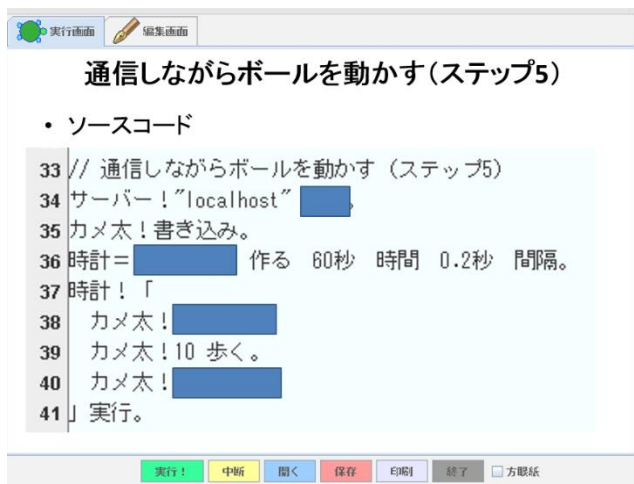 実行画面 編集画面
通信しながらボールを動かす(ステップ5)
• ソースコード
33 // 通信しながらボールを動かす (ステップ5)
34 サーバー!"localhost" 。
35 カメ太!書き込み。
36 時計= 作る 60秒 時間 0.2秒 間隔。
37 時計!「
38 カメ太!
39 カメ太!10 歩く。
40 カメ太!
41 」実行。
実行! 中断 開く 保存 印刷 終了 方眼紙